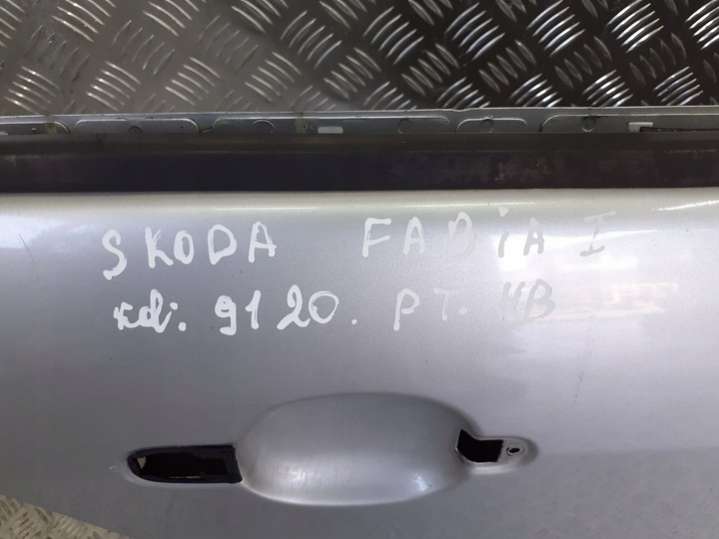 SKODA FABIA I
kol. 9120. PT. HB